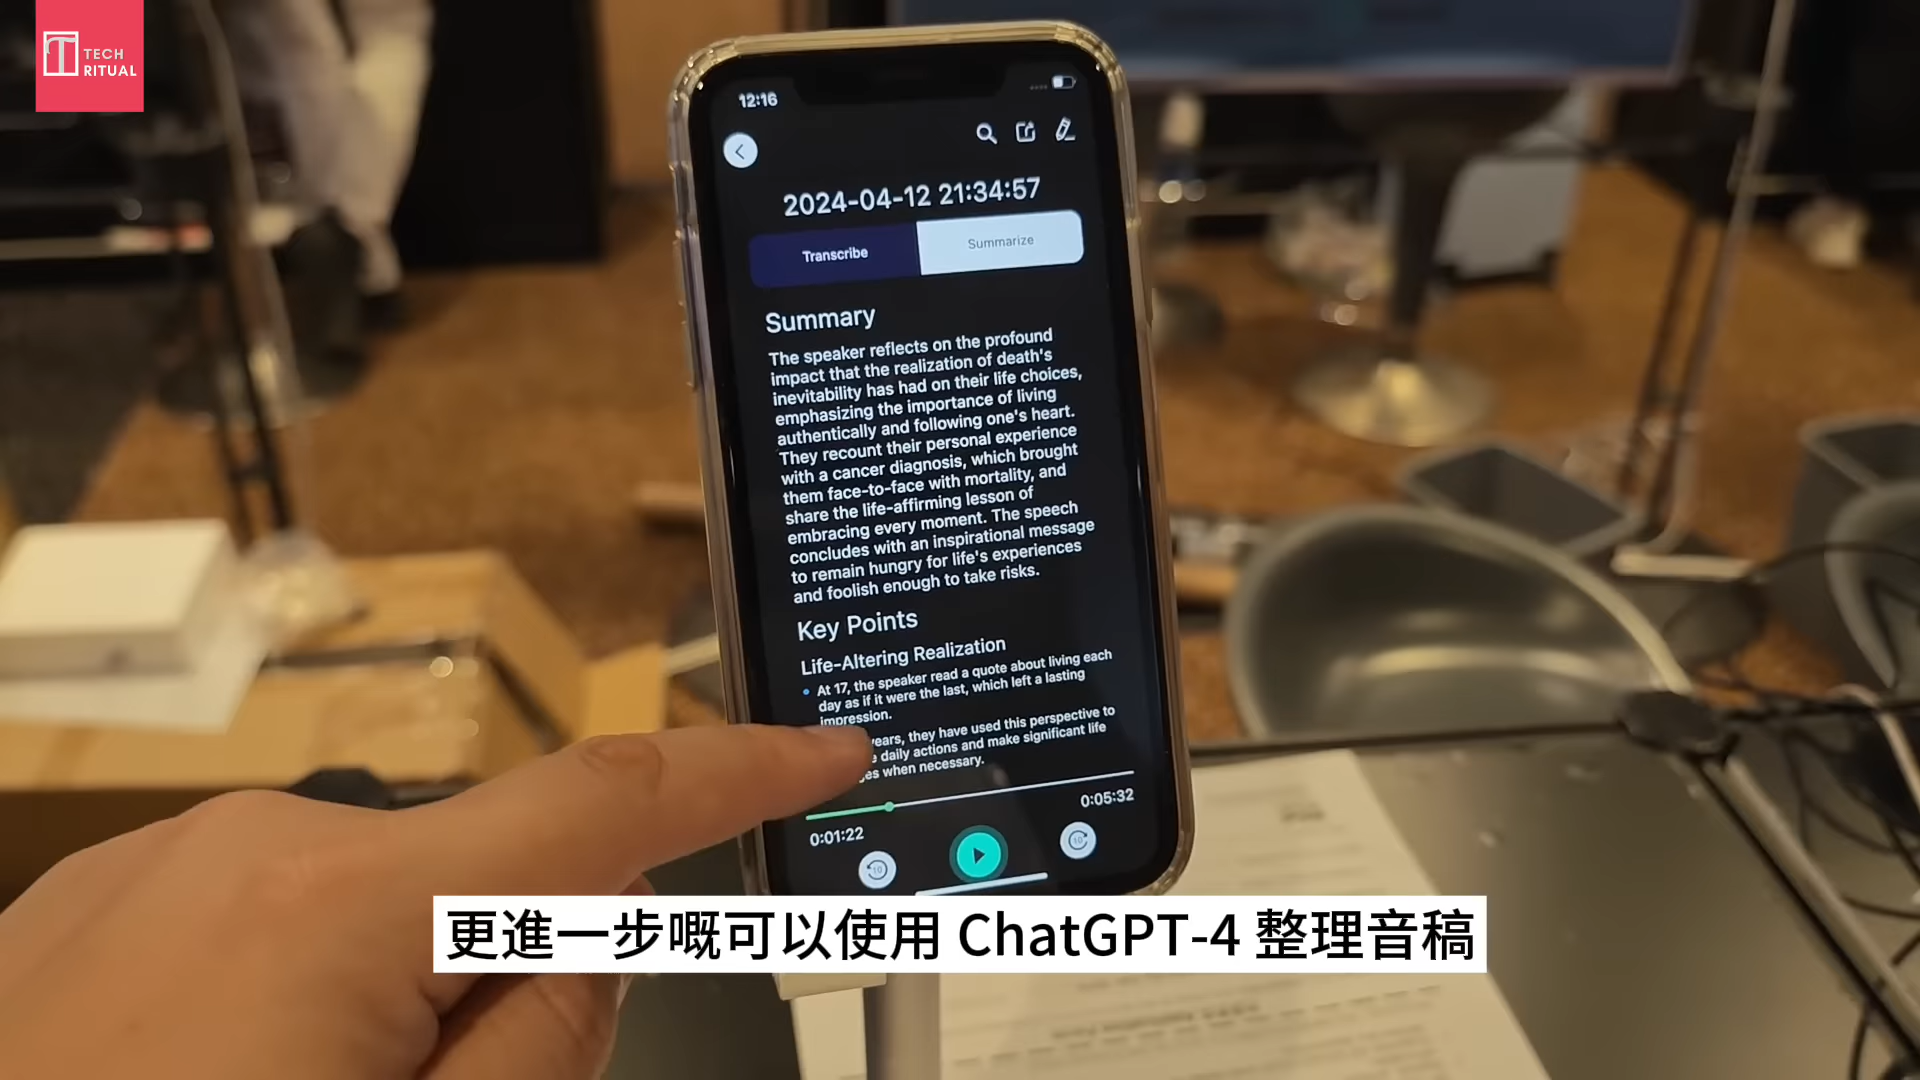 TECH
RITUAL
12:16
2024-04-12 21:34:57
Transcribe
Summarize
Summary
The speaker reflects on the profound
impact that the realization of death's
inevitability has had on their life choices,
emphasizing the importance of living
authentically and following one's heart.
They recount their personal experience
with a cancer diagnosis, which brought
them face-to-face with mortality, and
share the life-affirming lesson of
embracing every moment. The speech
concludes with an inspirational message
to remain hungry for life's experiences
and foolish enough to take risks.
Key Points
Life-Altering Realization
• At 17, the speaker read a quote about living each
day as if it were the last, which left a lasting
impression.
years, they have used this perspective to
daily actions and make significant life
when necessary.
0:01:22
0:05:32
10
10
更進一步嘅可以使用 ChatGPT-4 整理音稿